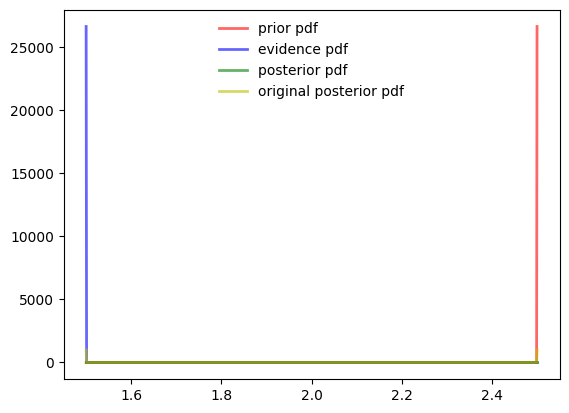 prior pdf
evidence pdf
posterior pdf
original posterior pdf
25000
20000
15000
10000
5000
0
1.6 1.8 2.0 2.2 2.4